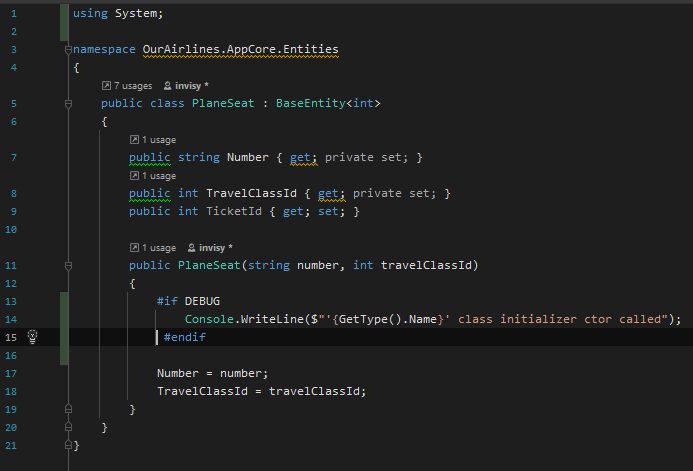 1 using System;
2
3 namespace OurAirlines.AppCore.Entities
4 {
7 usages invisy *
5 public class PlaneSeat : BaseEntity<int>
6 {
1 usage
7 public string Number { get; private set; }
1 usage
8 public int TravelClassId { get; private set; }
9 public int TicketId { get; set; }
10
1 usage invisy *
11 public PlaneSeat(string number, int travelClassId)
12 {
13 #if DEBUG
14 Console.WriteLine($"'{GetType().Name}' class initializer ctor called");
15 #endif
16
17 Number = number;
18 TravelClassId = travelClassId;
19 }
20 }
21 }